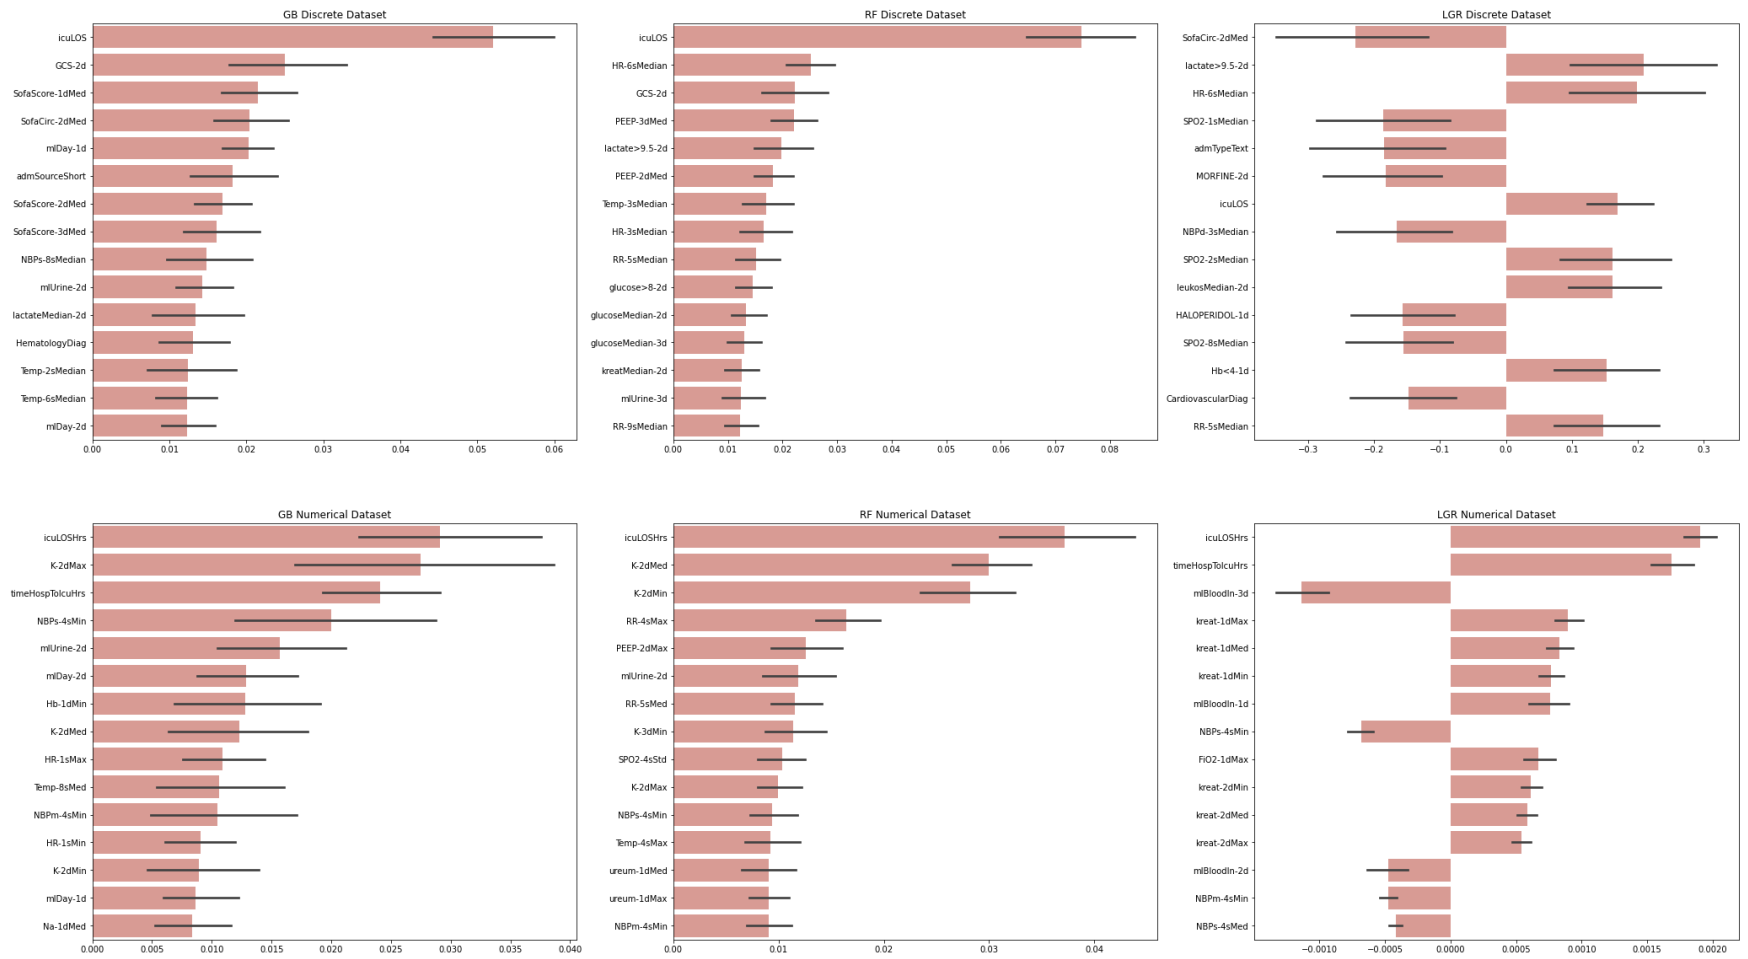 GB Discrete Dataset
icuLOS
GCS-2d
SofaScore-1dMed
SofaCirc-2dMed
mlDay-1d
admSourceShort
SofaScore-2dMed
SofaScore-3dMed
NBPs-8sMedian
mlUrine-2d
lactateMedian-2d
HematologyDiag
Temp-2sMedian
Temp-6sMedian
mlDay-2d
0.00 0.01 0.02 0.03 0.04 0.05 0.06
RF Discrete Dataset
icuLOS
HR-6sMedian
GCS-2d
PEEP-3dMed
lactate>9.5-2d
PEEP-2dMed
Temp-3sMedian
HR-3sMedian
RR-5sMedian
glucose>8-2d
glucoseMedian-2d
glucoseMedian-3d
kreatMedian-2d
mlUrine-3d
RR-9sMedian
0.00 0.01 0.02 0.03 0.04 0.05 0.06 0.07 0.08
LGR Discrete Dataset
SofaCirc-2dMed
lactate>9.5-2d
HR-6sMedian
SPO2-1sMedian
admTypeText
MORFINE-2d
icuLOS
NBPd-3sMedian
SPO2-2sMedian
leukosMedian-2d
HALOPERIDOL-1d
SPO2-8sMedian
Hb<4-1d
CardiovascularDiag
RR-5sMedian
−0.3 −0.2 −0.1 0.0 0.1 0.2 0.3
GB Numerical Dataset
icuLOSHrs
K-2dMax
timeHospToIcuHrs
NBPs-4sMin
mlUrine-2d
mlDay-2d
Hb-1dMin
K-2dMed
HR-1sMax
Temp-8sMed
NBPm-4sMin
HR-1sMin
K-2dMin
mlDay-1d
Na-1dMed
0.000 0.005 0.010 0.015 0.020 0.025 0.030 0.035 0.040
RF Numerical Dataset
icuLOSHrs
K-2dMed
K-2dMin
RR-4sMax
PEEP-2dMax
mlUrine-2d
RR-5sMed
K-3dMin
SPO2-4sStd
K-2dMax
NBPs-4sMin
Temp-4sMax
ureum-1dMed
ureum-1dMax
NBPm-4sMin
0.00 0.01 0.02 0.03 0.04
LGR Numerical Dataset
icuLOSHrs
timeHospToIcuHrs
mlBloodIn-3d
kreat-1dMax
kreat-1dMed
kreat-1dMin
mlBloodIn-1d
NBPs-4sMin
FiO2-1dMax
kreat-2dMin
kreat-2dMed
kreat-2dMax
mlBloodIn-2d
NBPm-4sMin
NBPs-4sMed
−0.0010 −0.0005 0.0000 0.0005 0.0010 0.0015 0.0020